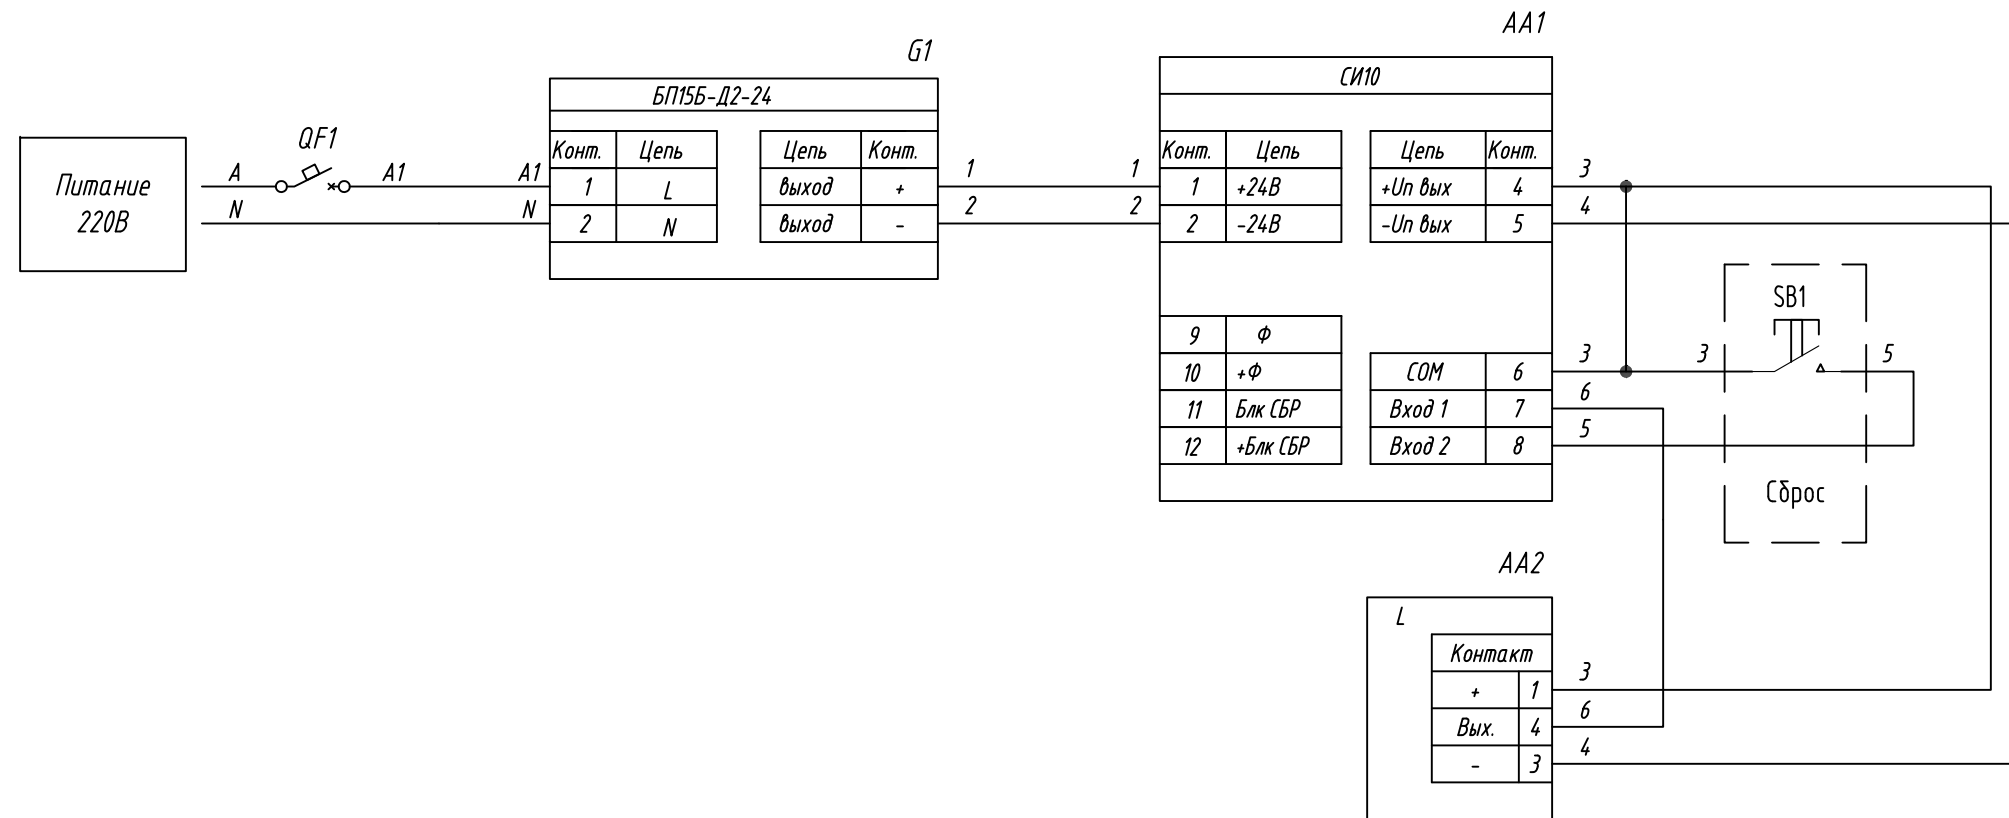 AA1
G1
СИ10
БП15Б-Д2-24
QF1
Питание
220В
A
A1
A1
N
N
Конт. Цепь
1 L
2 N
Цепь Конт.
выход +
выход -
1
1
2
2
Конт. Цепь
1 +24В
2 -24В
Цепь Конт.
+Uп вых 4
-Uп вых 5
3
4
9 Ф
10 +Ф
11 Блк СБР
12 +Блк СБР
COM 6
Вход 1 7
Вход 2 8
3
6
5
3
SB1
5
Сброс
AA2
L
Контакт
+ 1
Вых. 4
- 3
3
6
4